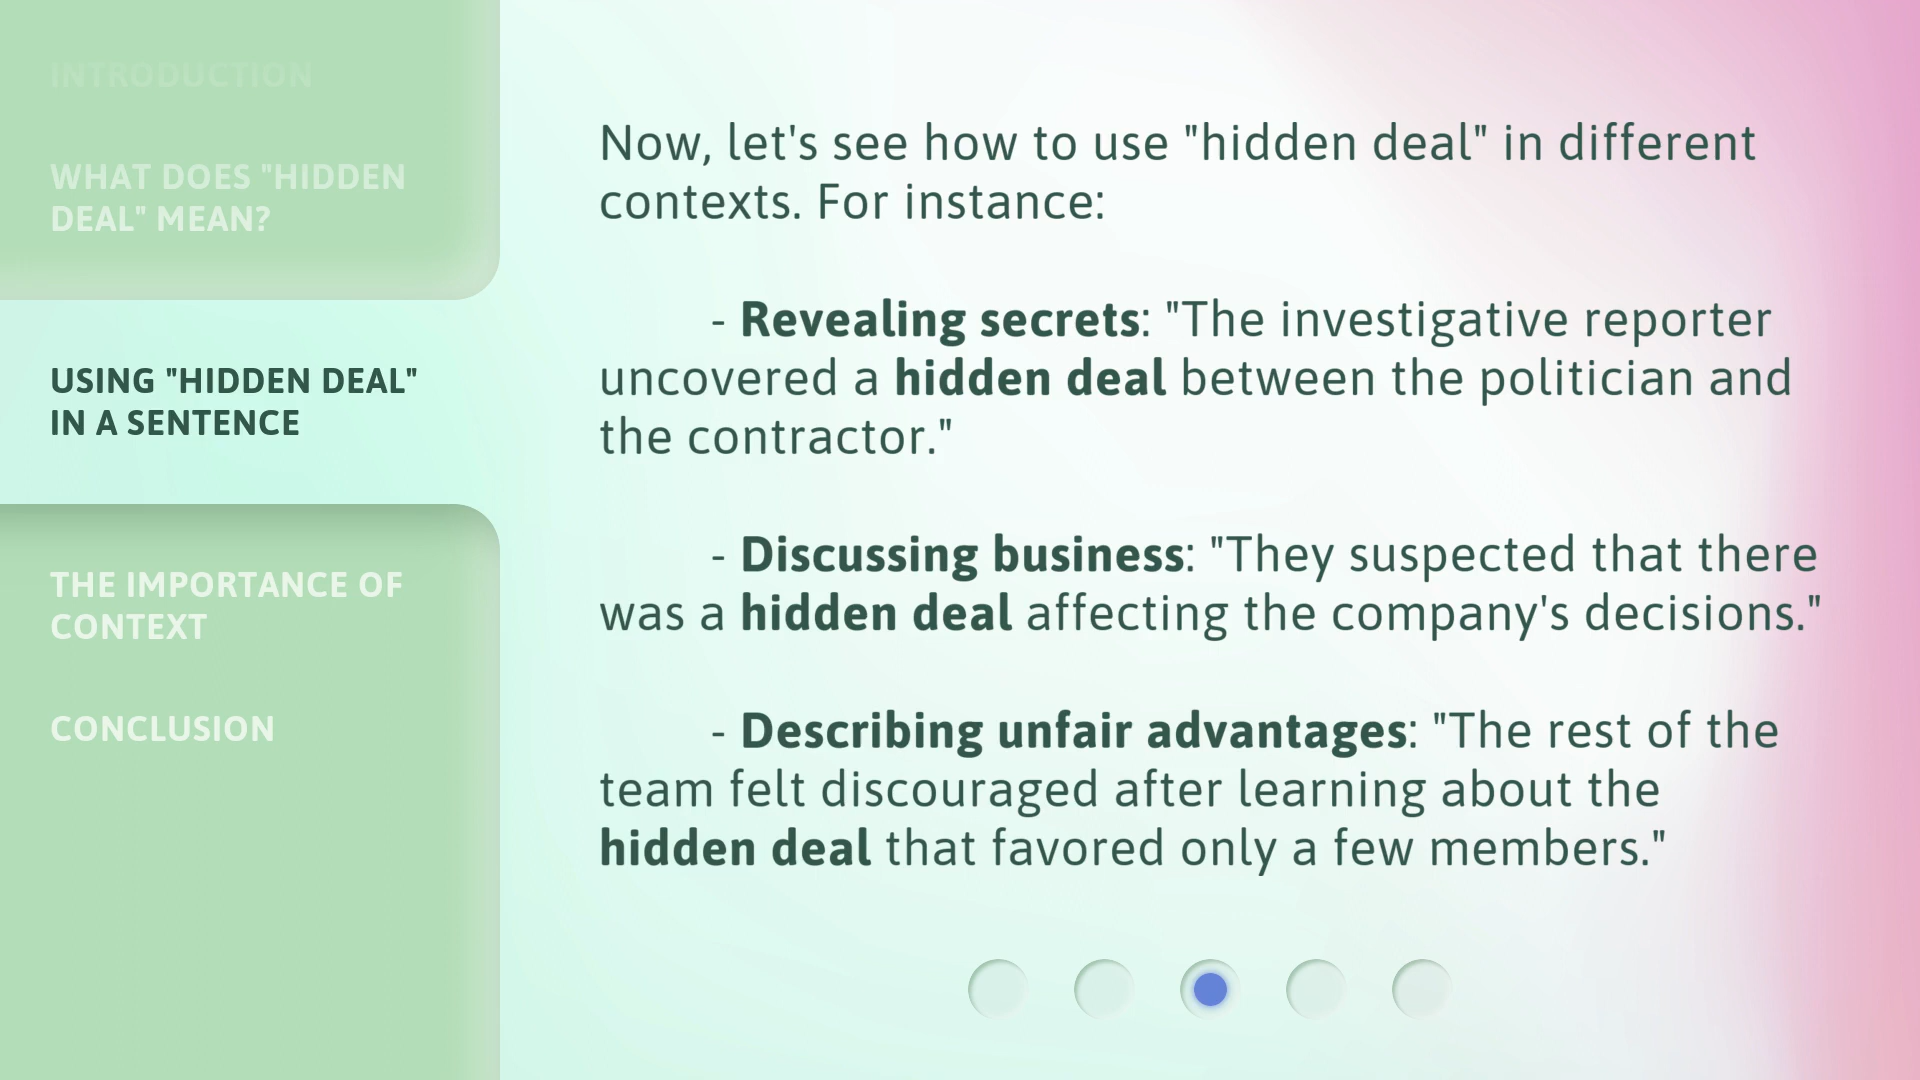 INTRODUCTION
WHAT DOES "HIDDEN
DEAL" MEAN?
USING "HIDDEN DEAL"
IN A SENTENCE
THE IMPORTANCE OF
CONTEXT
CONCLUSION
Now, let's see how to use "hidden deal" in different
contexts. For instance:
- Revealing secrets: "The investigative reporter
uncovered a hidden deal between the politician and
the contractor."
- Discussing business: "They suspected that there
was a hidden deal affecting the company's decisions."
- Describing unfair advantages: "The rest of the
team felt discouraged after learning about the
hidden deal that favored only a few members."